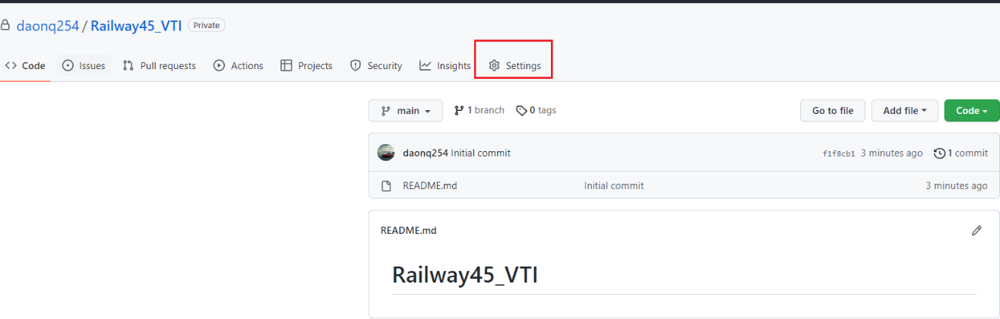 daonq254 / Railway45_VTI Private
<> Code Issues Pull requests Actions Projects Security Insights Settings
main 1 branch 0 tags Go to file Add file Code
daonq254 Initial commit f1f8cb1 3 minutes ago 1 commit
README.md Initial commit 3 minutes ago
README.md
Railway45_VTI